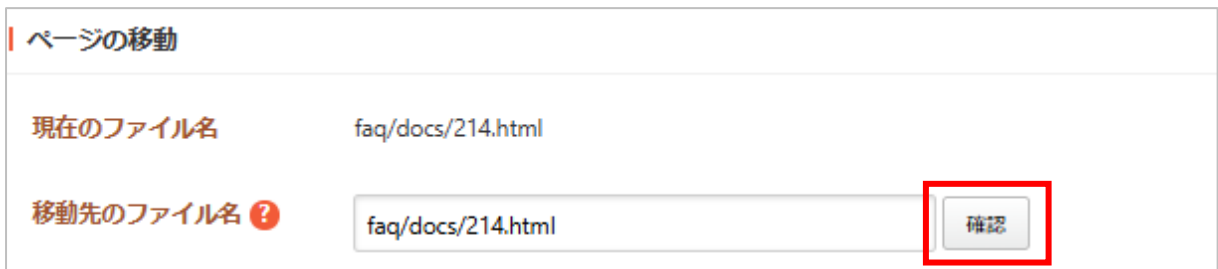 ページの移動
現在のファイル名 faq/docs/214.html
移動先のファイル名 ? faq/docs/214.html 確認